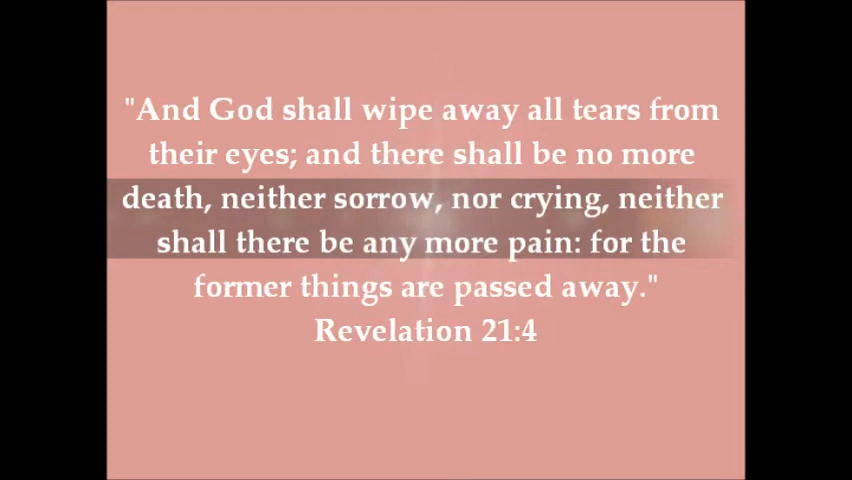 "And God shall wipe away all tears from
their eyes; and there shall be no more
death, neither sorrow, nor crying, neither
shall there be any more pain: for the
former things are passed away."
Revelation 21:4